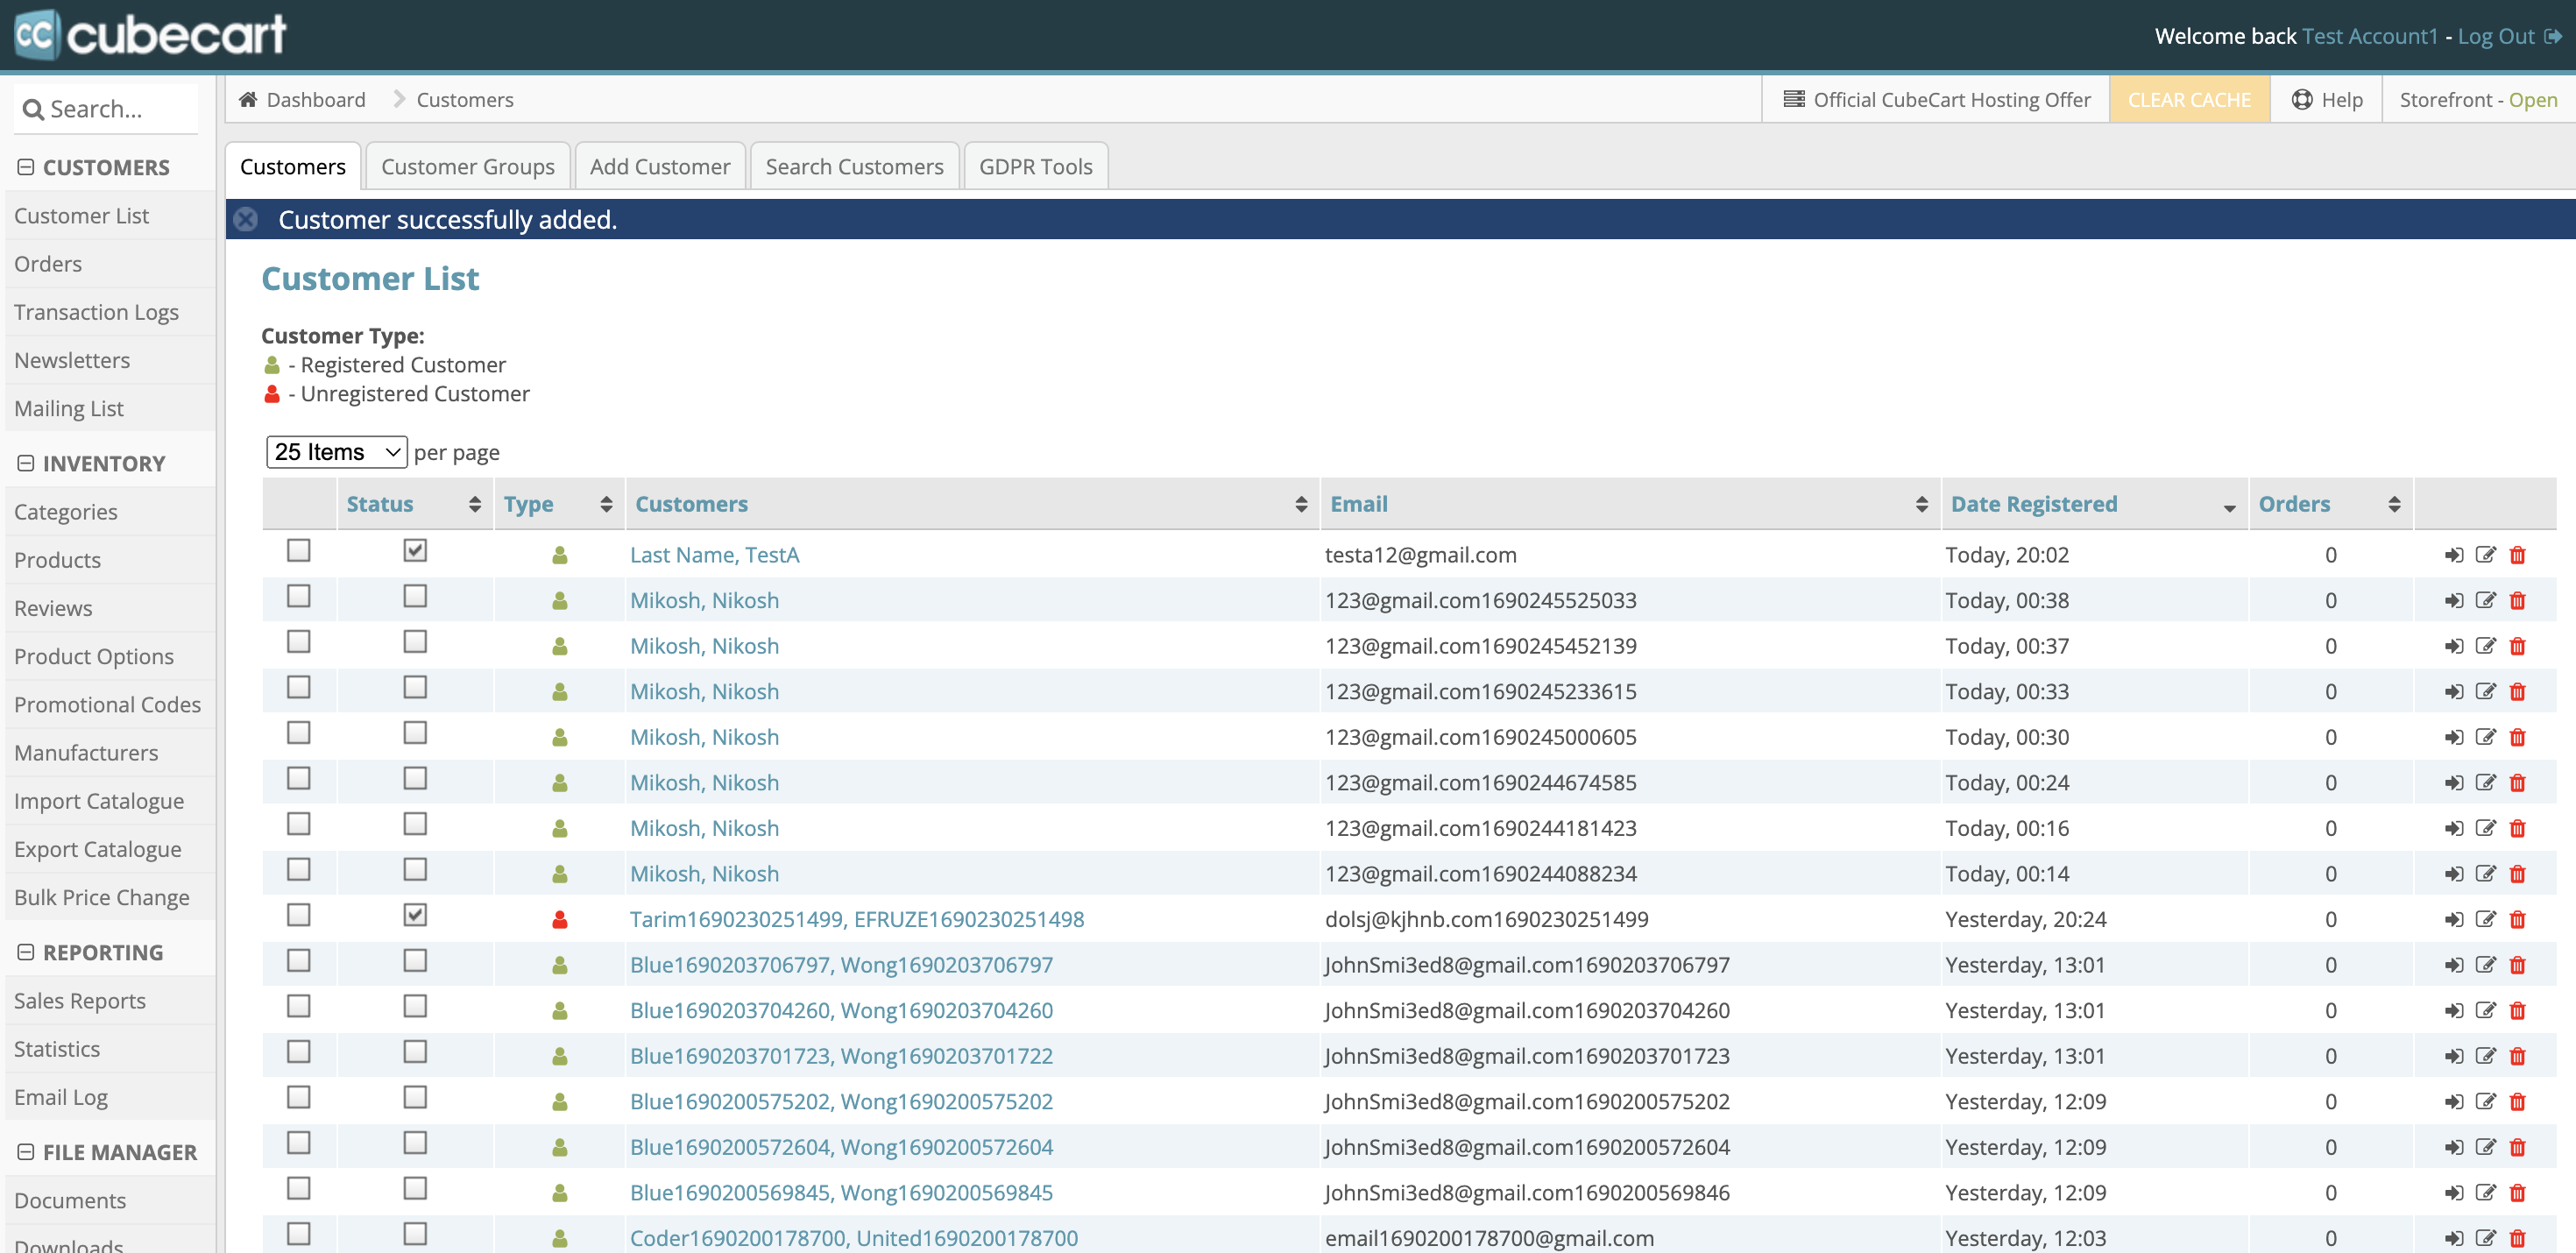 cc cubecart
Welcome back Test Account1 - Log Out
Search...
Dashboard Customers
Official CubeCart Hosting Offer CLEAR CACHE Help Storefront - Open
CUSTOMERS
Customer List
Orders
Transaction Logs
Newsletters
Mailing List
INVENTORY
Categories
Products
Reviews
Product Options
Promotional Codes
Manufacturers
Import Catalogue
Export Catalogue
Bulk Price Change
REPORTING
Sales Reports
Statistics
Email Log
FILE MANAGER
Documents
Downloads
Customers Customer Groups Add Customer Search Customers GDPR Tools
Customer successfully added.
Customer List
Customer Type:
- Registered Customer
- Unregistered Customer
25 Items per page
Status Type Customers Email Date Registered Orders
Last Name, TestA testa12@gmail.com Today, 20:02 0
Mikosh, Nikosh 123@gmail.com1690245525033 Today, 00:38 0
Mikosh, Nikosh 123@gmail.com1690245452139 Today, 00:37 0
Mikosh, Nikosh 123@gmail.com1690245233615 Today, 00:33 0
Mikosh, Nikosh 123@gmail.com1690245000605 Today, 00:30 0
Mikosh, Nikosh 123@gmail.com1690244674585 Today, 00:24 0
Mikosh, Nikosh 123@gmail.com1690244181423 Today, 00:16 0
Mikosh, Nikosh 123@gmail.com1690244088234 Today, 00:14 0
Tarim1690230251499, EFRUZE1690230251498 dolsj@kjhnb.com1690230251499 Yesterday, 20:24 0
Blue1690203706797, Wong1690203706797 JohnSmi3ed8@gmail.com1690203706797 Yesterday, 13:01 0
Blue1690203704260, Wong1690203704260 JohnSmi3ed8@gmail.com1690203704260 Yesterday, 13:01 0
Blue1690203701723, Wong1690203701722 JohnSmi3ed8@gmail.com1690203701723 Yesterday, 13:01 0
Blue1690200575202, Wong1690200575202 JohnSmi3ed8@gmail.com1690200575202 Yesterday, 12:09 0
Blue1690200572604, Wong1690200572604 JohnSmi3ed8@gmail.com1690200572604 Yesterday, 12:09 0
Blue1690200569845, Wong1690200569845 JohnSmi3ed8@gmail.com1690200569846 Yesterday, 12:09 0
Coder1690200178700, United1690200178700 email1690200178700@gmail.com Yesterday, 12:03 0